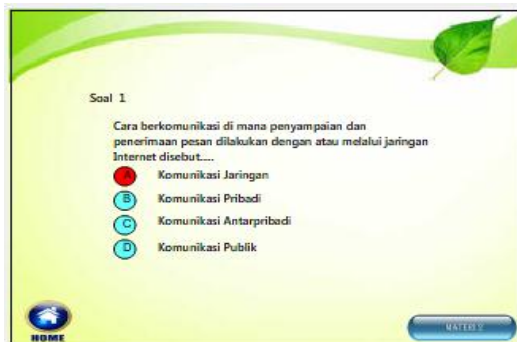 Soal 1
Cara berkomunikasi di mana penyampaian dan
penerimaan pesan dilakukan dengan atau melalui jaringan
Internet disebut....
A Komunikasi Jaringan
B Komunikasi Pribadi
C Komunikasi Antarpribadi
D Komunikasi Publik
HOME